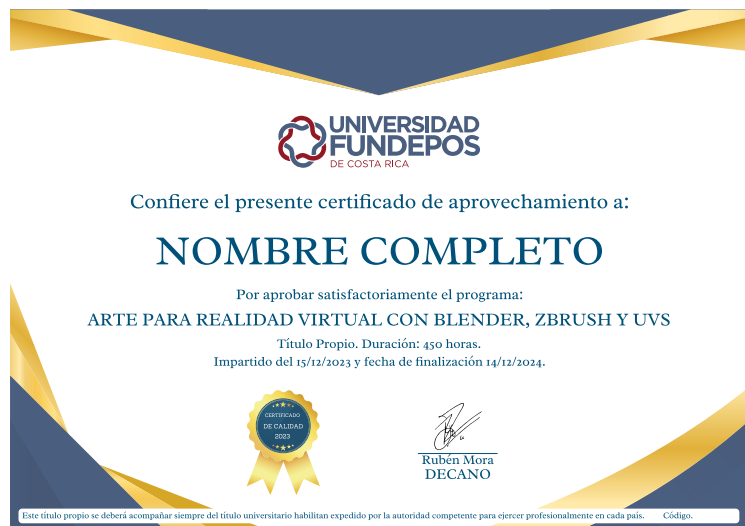 UNIVERSIDAD
FUNDEPOS
DE COSTA RICA
Confiere el presente certificado de aprovechamiento a:
NOMBRE COMPLETO
Por aprobar satisfactoriamente el programa:
ARTE PARA REALIDAD VIRTUAL CON BLENDER, ZBRUSH Y UVS
Título Propio. Duración: 450 horas.
Impartido del 15/12/2023 y fecha de finalización 14/12/2024.
CERTIFICADO
DE CALIDAD
2023
Rubén Mora
DECANO
Este título propio se deberá acompañar siempre del título universitario habilitan expedido por la autoridad competente para ejercer profesionalmente en cada país. Código.